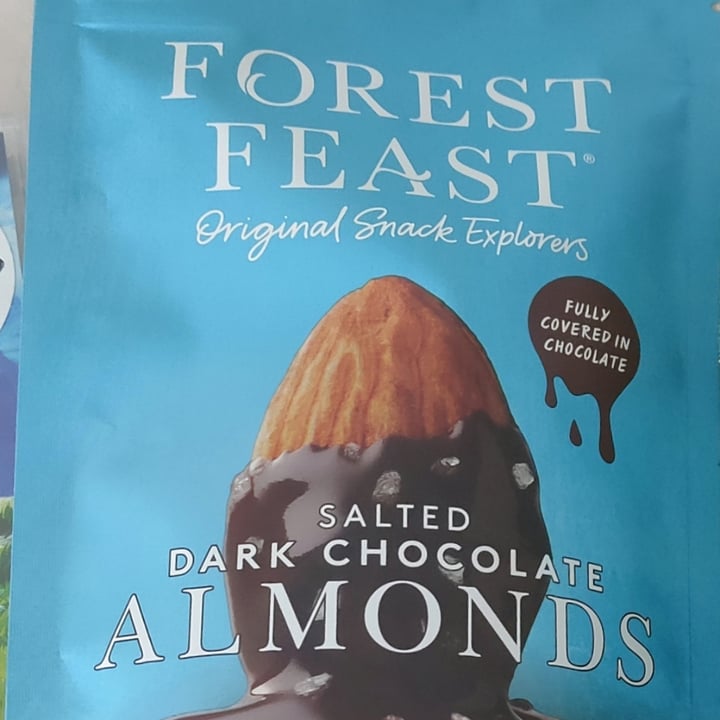 FOREST
FEAST®
Original Snack Explorers
FULLY
COVERED IN
CHOCOLATE
SALTED
DARK CHOCOLATE
ALMONDS